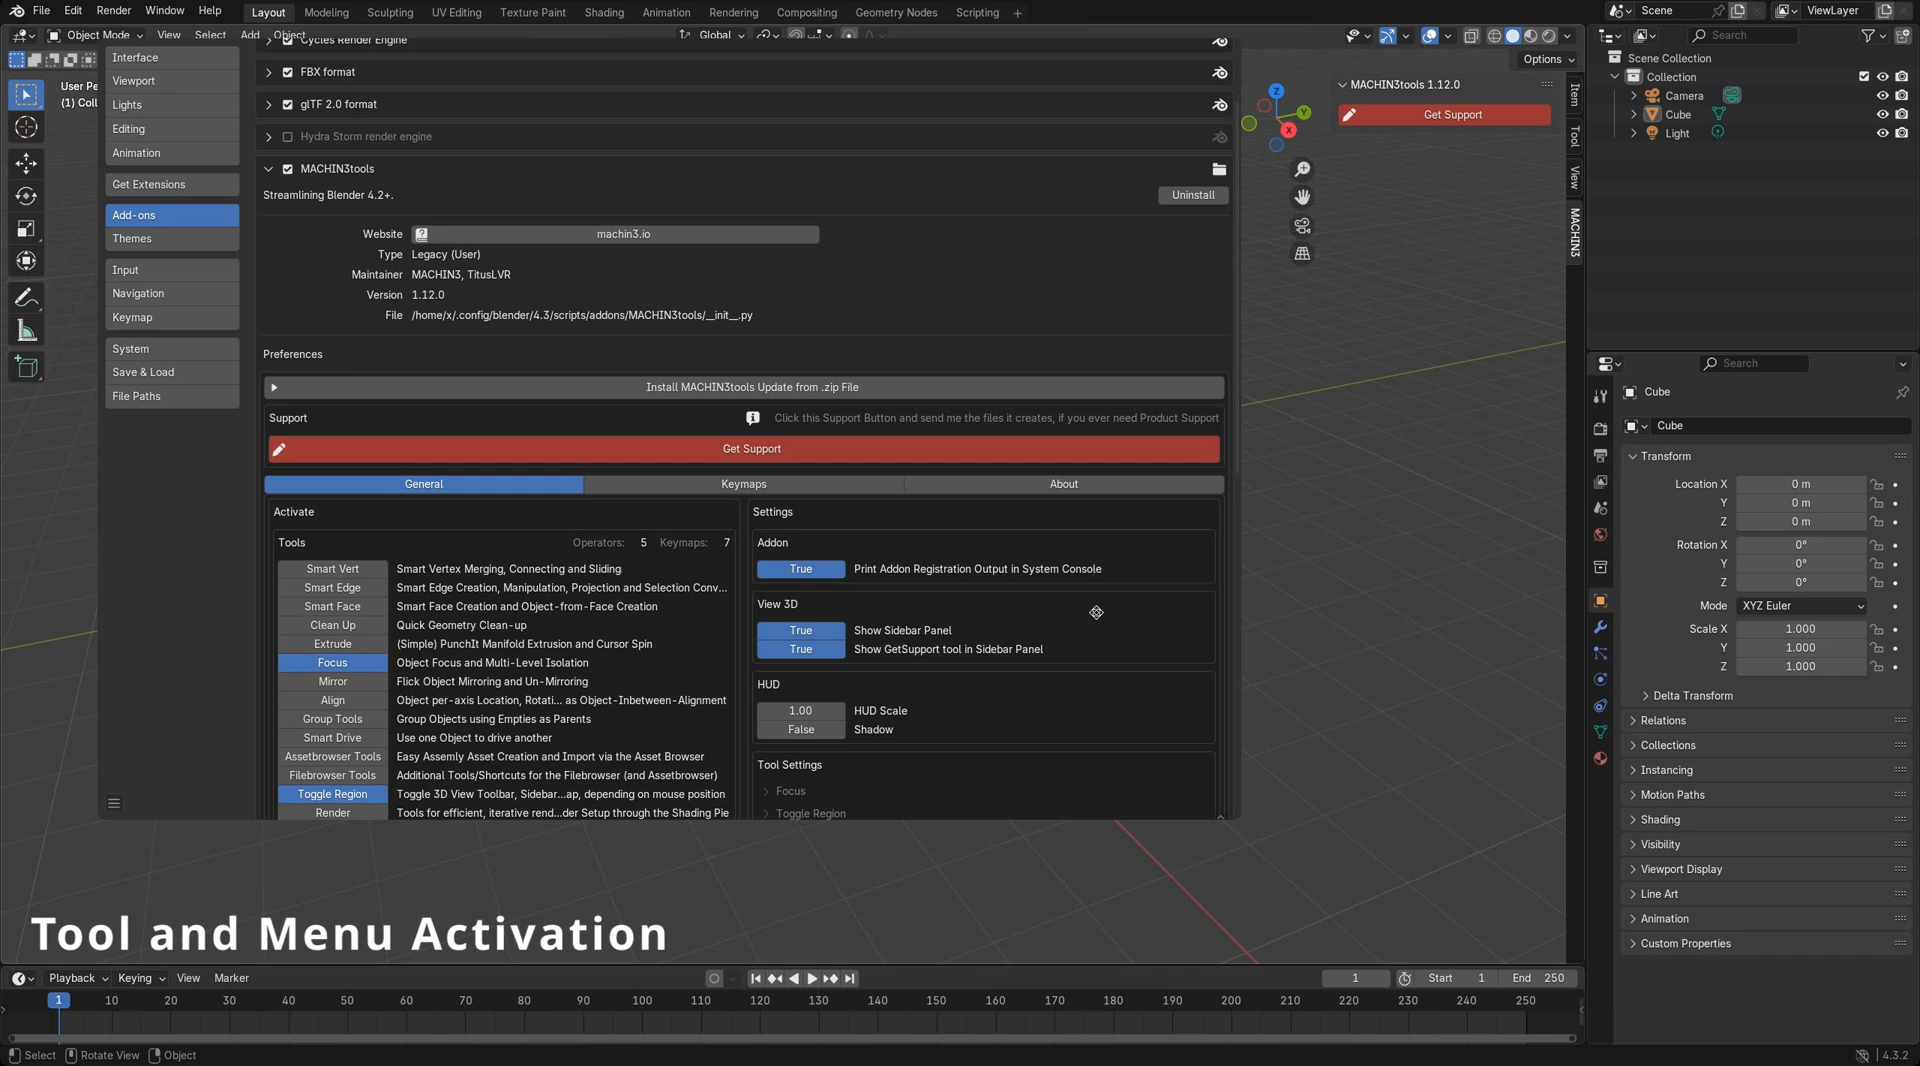 File Edit Render Window Help Layout Modeling Sculpting UV Editing Texture Paint Shading Animation Rendering Compositing Geometry Nodes Scripting + Scene ViewLayer
Object Mode View Select Add Object Global Search
Options
User Pe
(1) Coll
Interface
Viewport
Lights
Editing
Animation
Get Extensions
Add-ons
Themes
Input
Navigation
Keymap
System
Save & Load
File Paths
Cycles Render Engine
FBX format
glTF 2.0 format
Hydra Storm render engine
MACHIN3tools
Streamlining Blender 4.2+.
Uninstall
Website machin3.io
Type Legacy (User)
Maintainer MACHIN3, TitusLVR
Version 1.12.0
File /home/x/.config/blender/4.3/scripts/addons/MACHIN3tools/__init__.py
Preferences
Install MACHIN3tools Update from .zip File
Support Click this Support Button and send me the files it creates, if you ever need Product Support
Get Support
General Keymaps About
Activate
Tools Operators: 5 Keymaps: 7
Smart Vert Smart Vertex Merging, Connecting and Sliding
Smart Edge Smart Edge Creation, Manipulation, Projection and Selection Conv...
Smart Face Smart Face Creation and Object-from-Face Creation
Clean Up Quick Geometry Clean-up
Extrude (Simple) PunchIt Manifold Extrusion and Cursor Spin
Focus Object Focus and Multi-Level Isolation
Mirror Flick Object Mirroring and Un-Mirroring
Align Object per-axis Location, Rotati... as Object-Inbetween-Alignment
Group Tools Group Objects using Empties as Parents
Smart Drive Use one Object to drive another
Assetbrowser Tools Easy Assemly Asset Creation and Import via the Asset Browser
Filebrowser Tools Additional Tools/Shortcuts for the Filebrowser (and Assetbrowser)
Toggle Region Toggle 3D View Toolbar, Sidebar...ap, depending on mouse position
Render Tools for efficient, iterative rend...der Setup through the Shading Pie
Settings
Addon
True Print Addon Registration Output in System Console
View 3D
True Show Sidebar Panel
True Show GetSupport tool in Sidebar Panel
HUD
1.00 HUD Scale
False Shadow
Tool Settings
Focus
Toggle Region
Z
Y
X
MACHIN3tools 1.12.0
Get Support
Item
Tool
View
MACHIN3
Scene Collection
Collection
Camera
Cube
Light
Search
Cube
Cube
Transform
Location X 0 m
Y 0 m
Z 0 m
Rotation X 0°
Y 0°
Z 0°
Mode XYZ Euler
Scale X 1.000
Y 1.000
Z 1.000
Delta Transform
Relations
Collections
Instancing
Motion Paths
Shading
Visibility
Viewport Display
Line Art
Animation
Custom Properties
Tool and Menu Activation
Playback Keying View Marker 1 Start 1 End 250
1 10 20 30 40 50 60 70 80 90 100 110 120 130 140 150 160 170 180 190 200 210 220 230 240 250
Select Rotate View Object 4.3.2